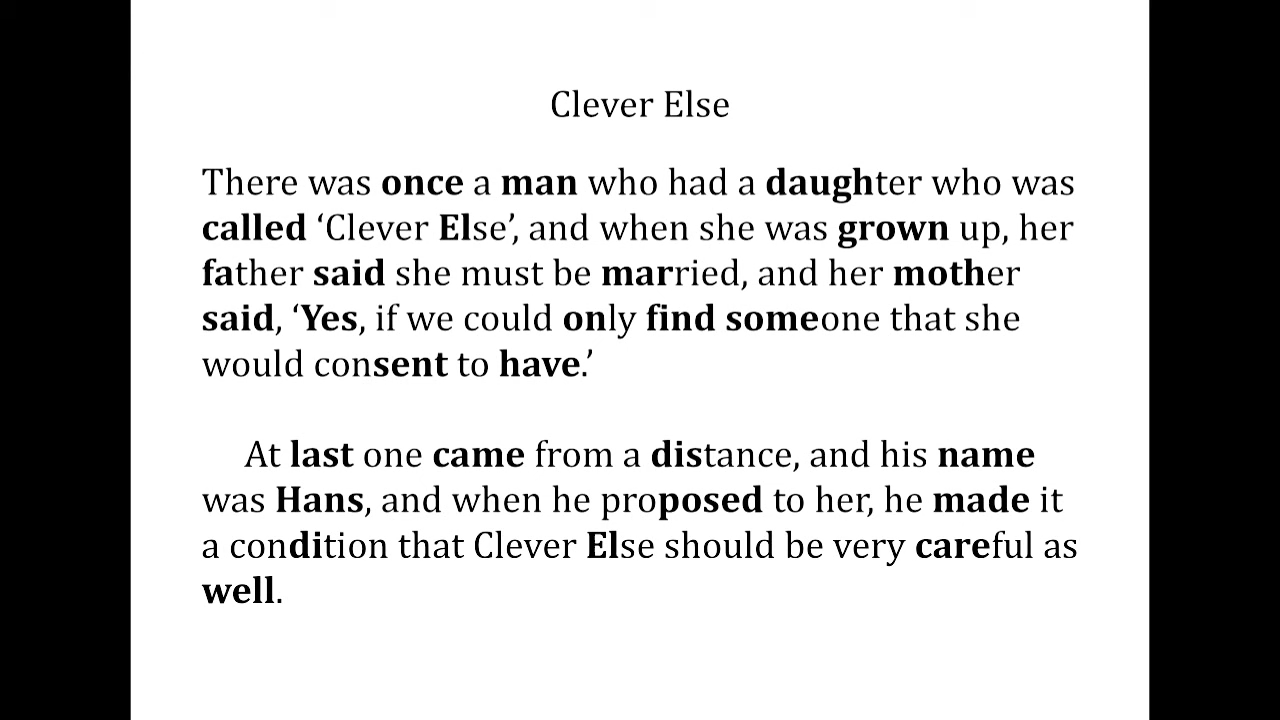 Clever Else
There was once a man who had a daughter who was
called ‘Clever Else’, and when she was grown up, her
father said she must be married, and her mother
said, ‘Yes, if we could only find someone that she
would consent to have.’
At last one came from a distance, and his name
was Hans, and when he proposed to her, he made it
a condition that Clever Else should be very careful as
well.